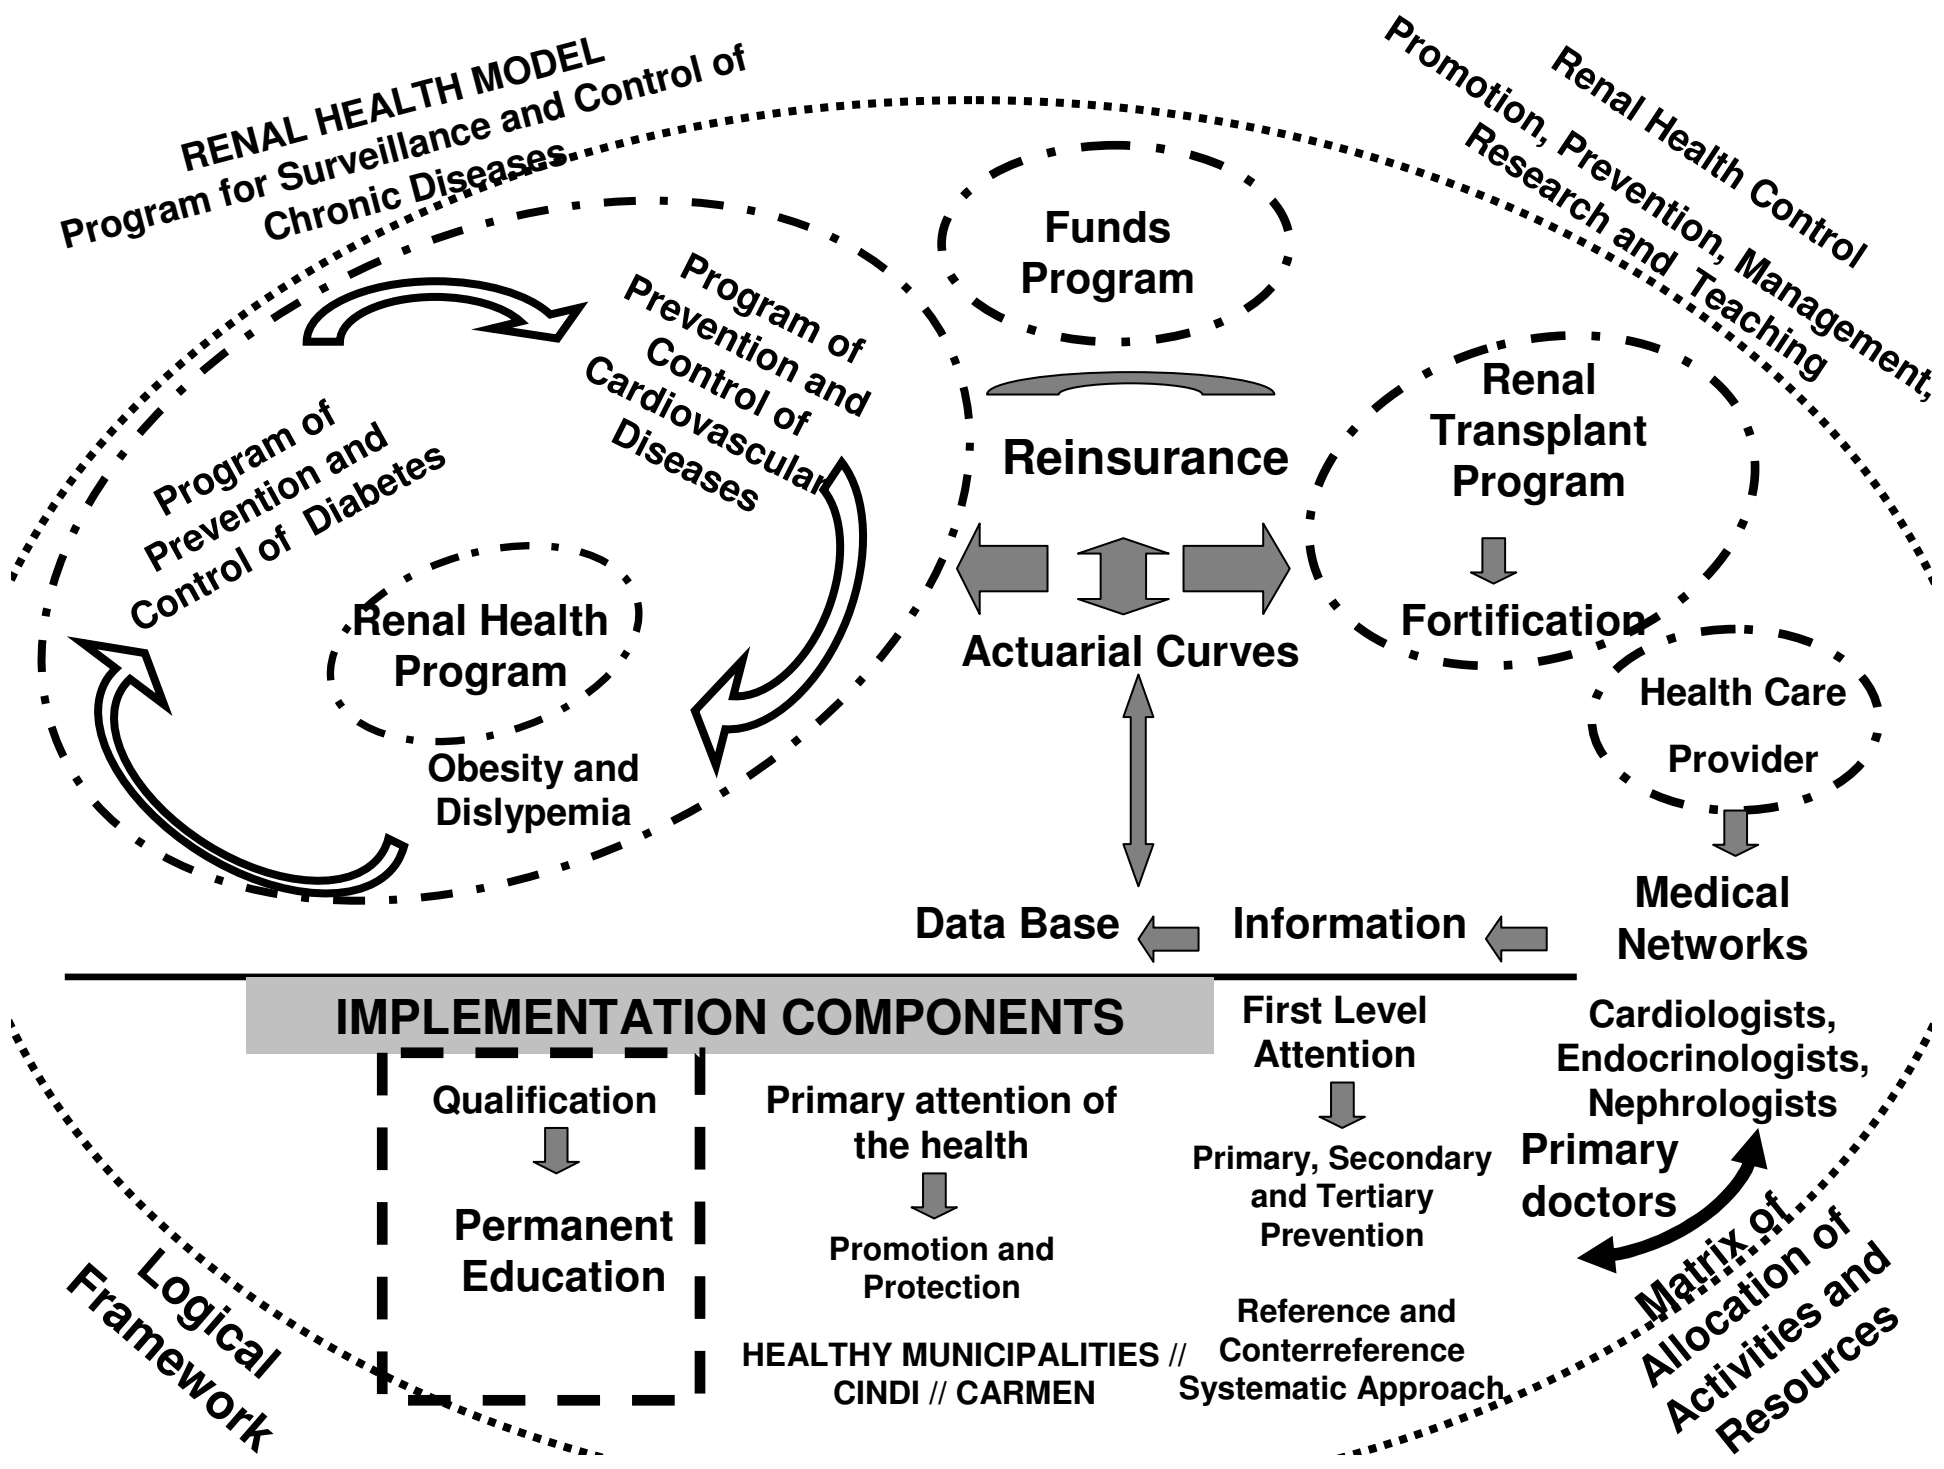 RENAL HEALTH MODEL
Program for Surveillance and Control of
Chronic Diseases
Renal Health Control
Promotion, Prevention, Management,
Research and Teaching
Funds
Program
Program of
Prevention and
Control of
Cardiovascular
Diseases
Program of
Prevention and
Control of Diabetes
Renal Health
Program
Obesity and
Dislypemia
Reinsurance
Actuarial Curves
Renal
Transplant
Program
Fortification
Health Care
Provider
Medical
Networks
Information
Data Base
IMPLEMENTATION COMPONENTS
Qualification
Permanent
Education
Primary attention of
the health
Promotion and
Protection
HEALTHY MUNICIPALITIES //
CINDI // CARMEN
First Level
Attention
Primary, Secondary
and Tertiary
Prevention
Reference and
Conterreference
Systematic Approach
Cardiologists,
Endocrinologists,
Nephrologists
Primary
doctors
Logical
Framework
Matrix of
Allocation of
Activities and
Resources